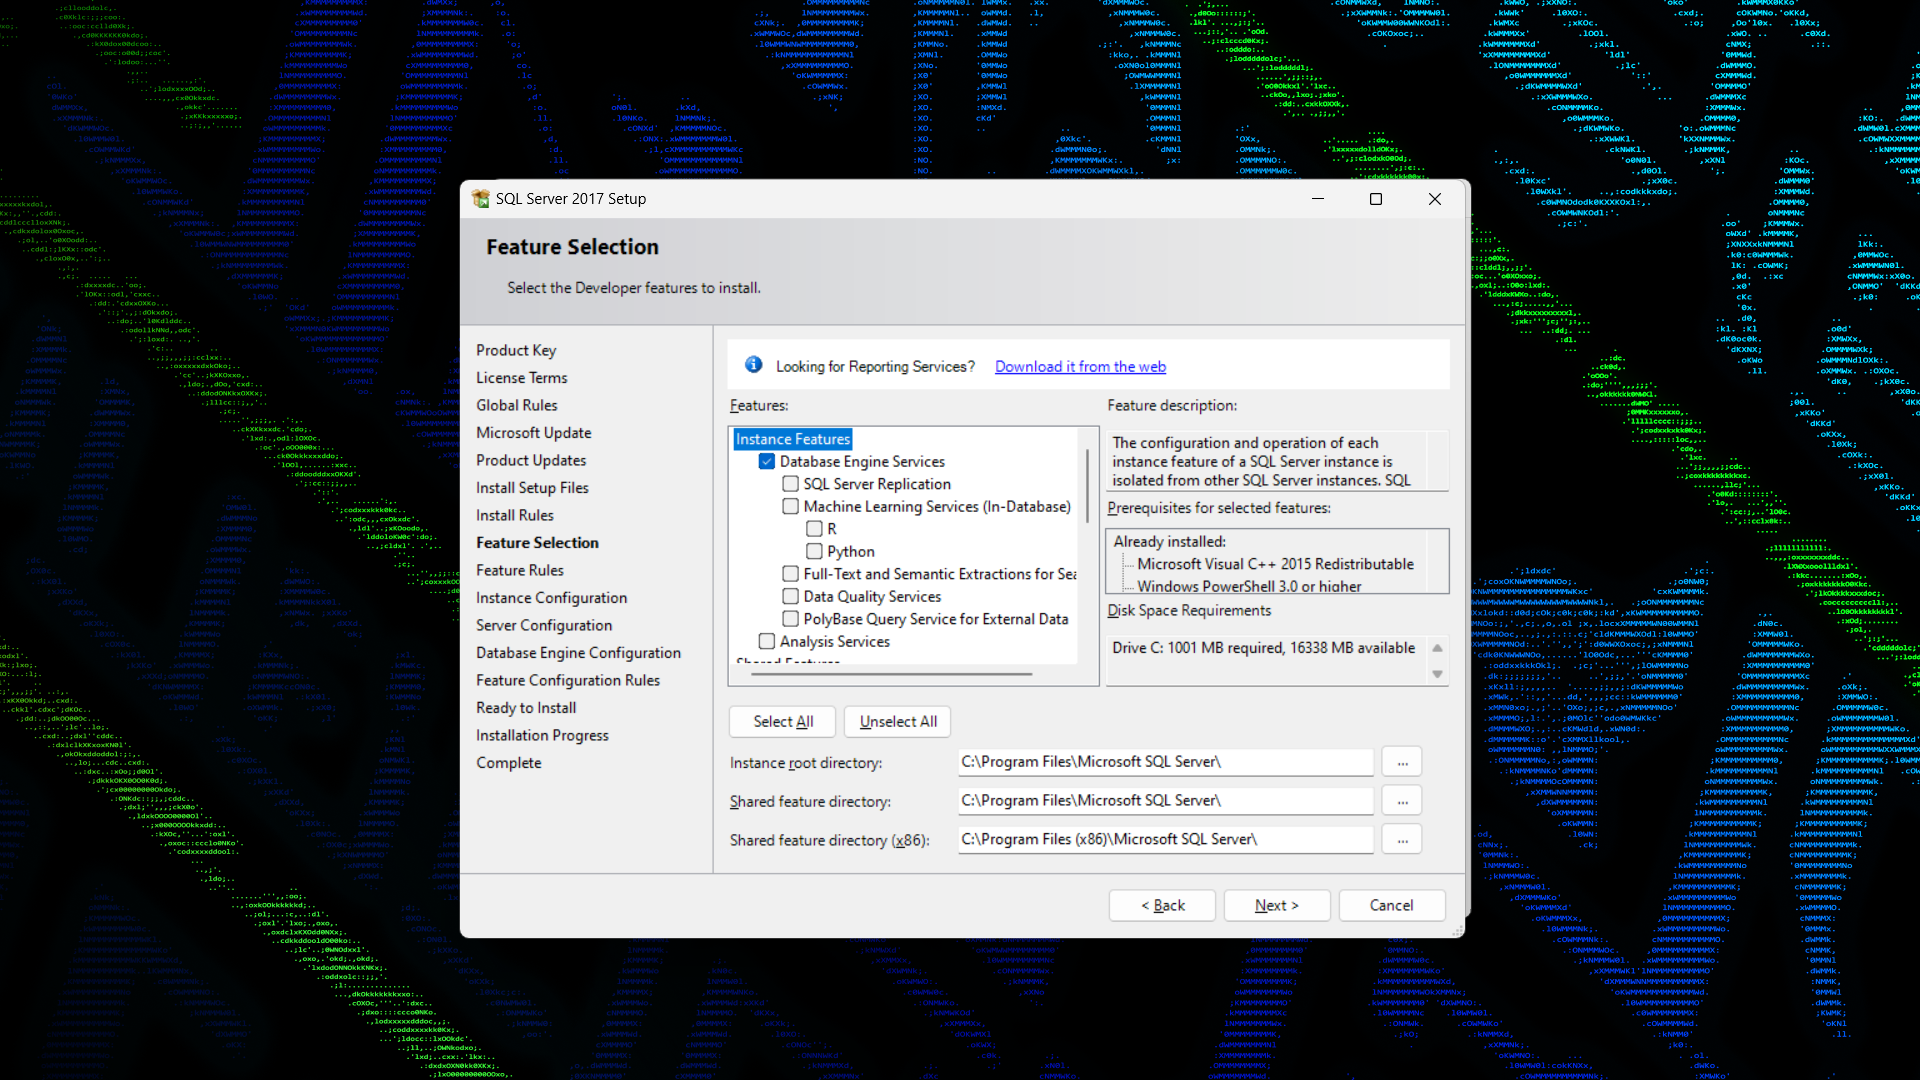 SQL Server 2017 Setup
Feature Selection
Select the Developer features to install.
Product Key
License Terms
Global Rules
Microsoft Update
Product Updates
Install Setup Files
Install Rules
Feature Selection
Feature Rules
Instance Configuration
Server Configuration
Database Engine Configuration
Feature Configuration Rules
Ready to Install
Installation Progress
Complete
Looking for Reporting Services? Download it from the web
Features:
Instance Features
Database Engine Services
SQL Server Replication
Machine Learning Services (In-Database)
R
Python
Full-Text and Semantic Extractions for Sea
Data Quality Services
PolyBase Query Service for External Data
Analysis Services
Shared Features
Feature description:
The configuration and operation of each
instance feature of a SQL Server instance is
isolated from other SQL Server instances. SQL
Prerequisites for selected features:
Already installed:
Microsoft Visual C++ 2015 Redistributable
Windows PowerShell 3.0 or higher
Disk Space Requirements
Drive C: 1001 MB required, 16338 MB available
Select All Unselect All
Instance root directory: C:\Program Files\Microsoft SQL Server\ ...
Shared feature directory: C:\Program Files\Microsoft SQL Server\ ...
Shared feature directory (x86): C:\Program Files (x86)\Microsoft SQL Server\ ...
< Back Next > Cancel